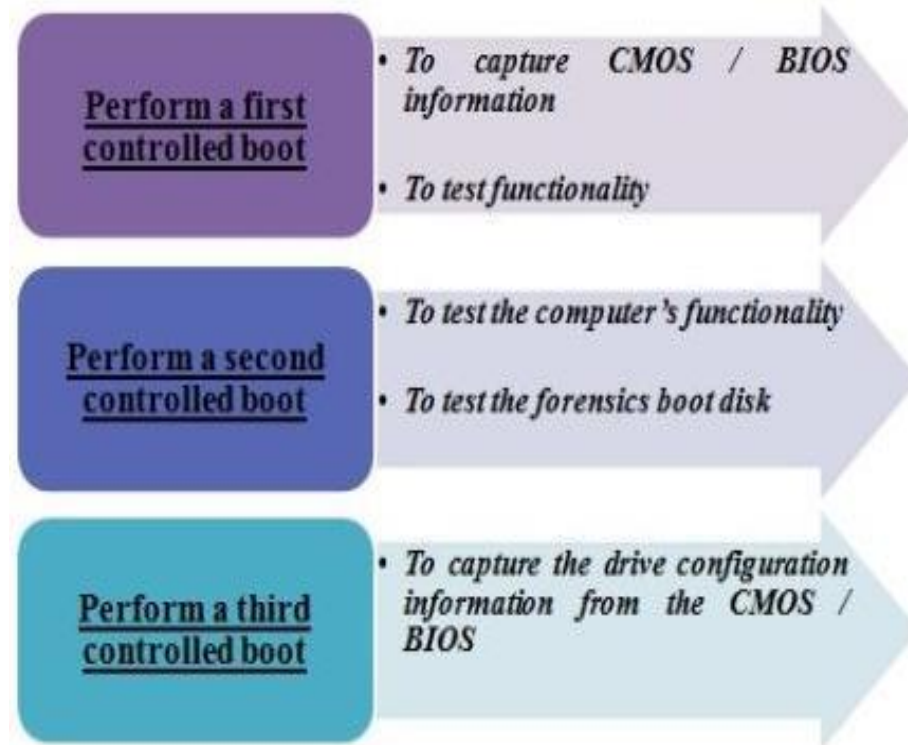 Perform a first
controlled boot
• To capture CMOS / BIOS
information
• To test functionality
Perform a second
controlled boot
• To test the computer's functionality
• To test the forensics boot disk
Perform a third
controlled boot
• To capture the drive configuration
information from the CMOS /
BIOS